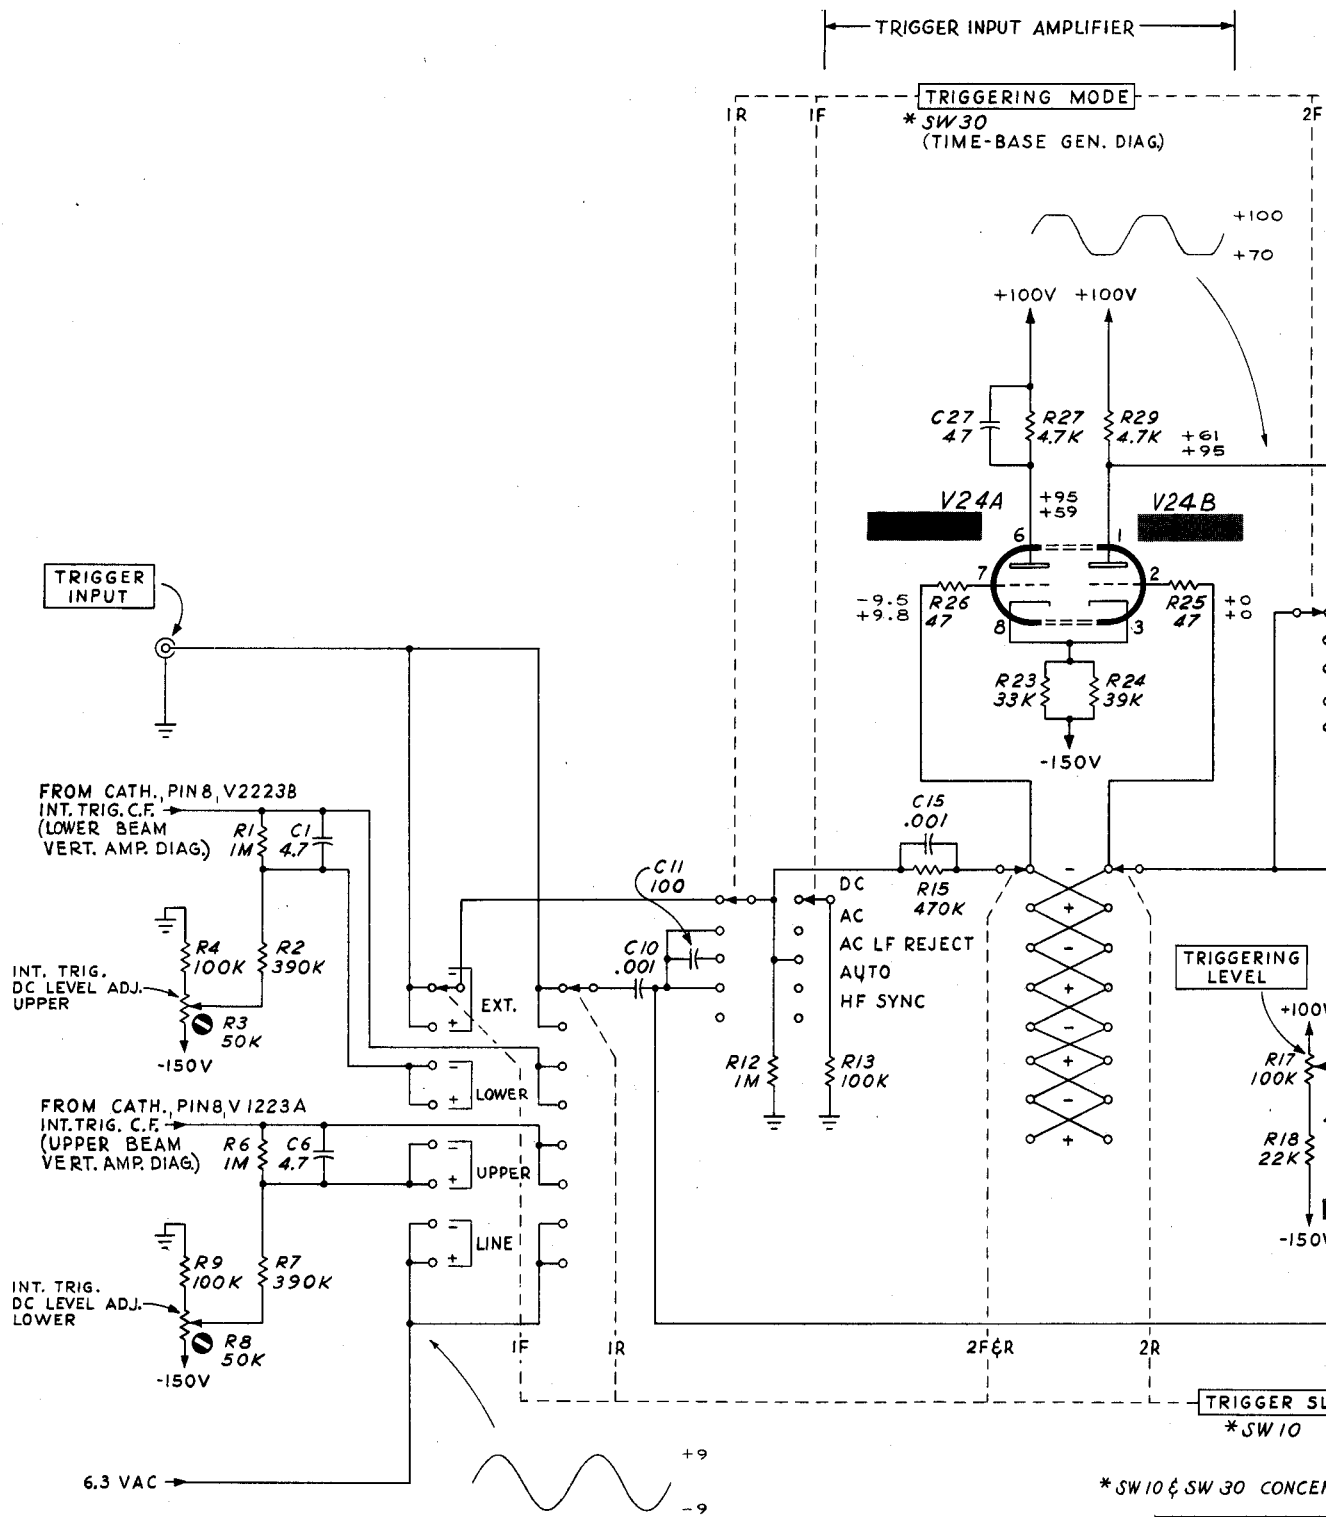 TRIGGER INPUT AMPLIFIER
TRIGGERING MODE
1R
1F
2F
* SW30
(TIME-BASE GEN. DIAG.)
+100
+70
+100V
+100V
C27
47
R27
4.7K
R29
4.7K
+61
+95
V24A
+95
+59
V24B
6
1
7
2
8
3
-9.5
+9.8
R26
47
R25
47
+0
+0
TRIGGER
INPUT
R23
33K
R24
39K
-150V
FROM CATH., PIN 8, V2223B
INT. TRIG. C.F.
(LOWER BEAM
VERT. AMP. DIAG.)
R1
1M
C1
4.7
C15
.001
R15
470K
C11
100
C10
.001
DC
AC
AC LF REJECT
AUTO
HF SYNC
-
+
-
+
-
+
-
+
R4
100K
R2
390K
INT. TRIG.
DC LEVEL ADJ.
UPPER
R3
50K
-150V
-
+
EXT.
-
+
LOWER
TRIGGERING
LEVEL
+100V
R17
100K
R12
1M
R13
100K
FROM CATH., PIN 8, V1223A
INT. TRIG. C.F.
(UPPER BEAM
VERT. AMP. DIAG.)
R6
1M
C6
4.7
-
+
UPPER
R18
22K
-150V
-
+
LINE
R9
100K
R7
390K
INT. TRIG.
DC LEVEL ADJ.
LOWER
R8
50K
-150V
1F
1R
2F&R
2R
TRIGGER SL
* SW10
6.3 VAC
+9
-9
* SW10 & SW30 CONCEN